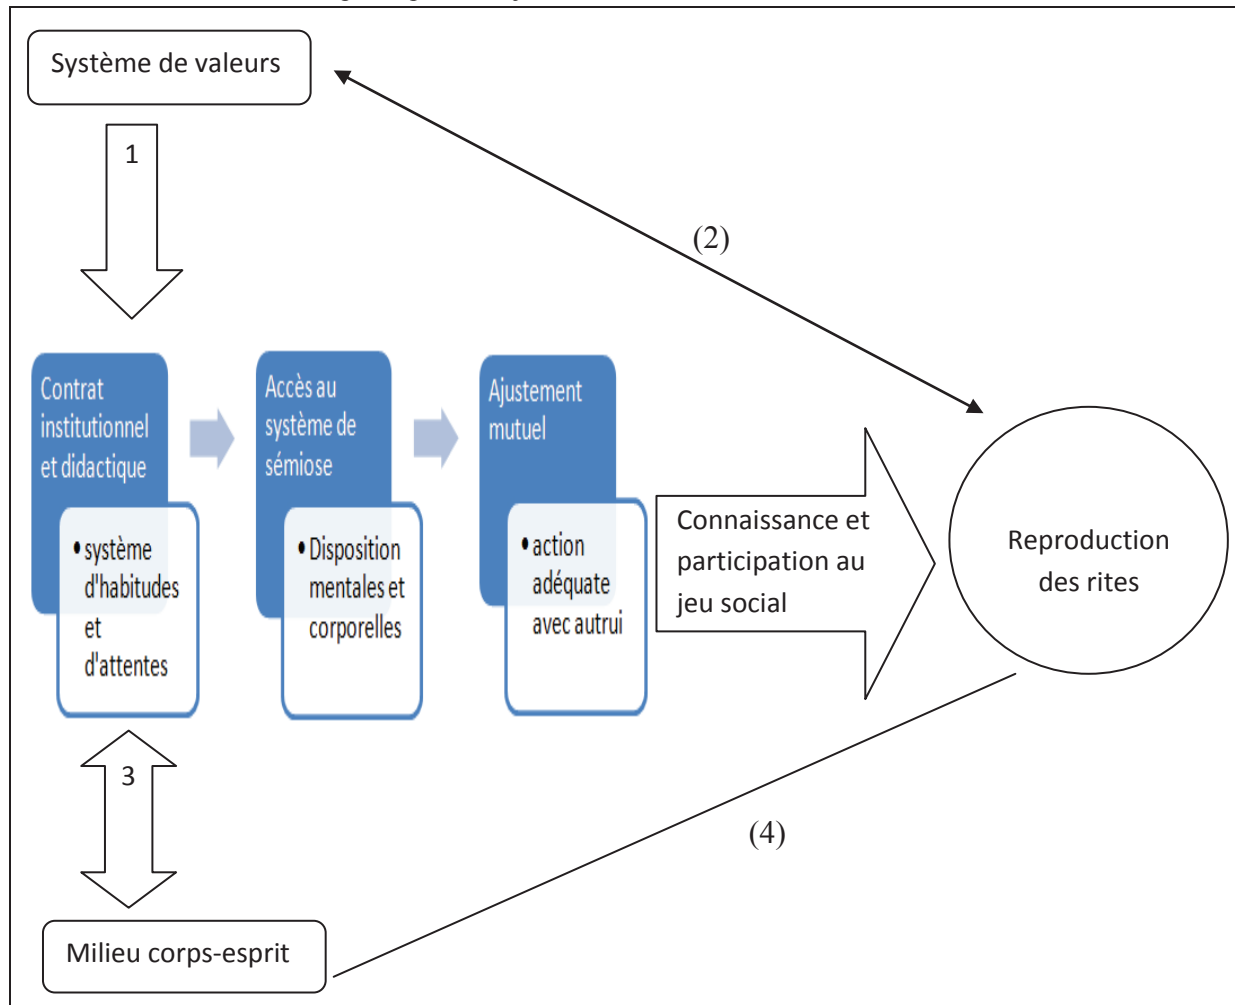 Système de valeurs
1
(2)
Contrat
institutionnel
et didactique
• système
d'habitudes
et
d'attentes
Accès au
système de
sémiose
• Disposition
mentales et
corporelles
Ajustement
mutuel
• action
adéquate
avec autrui
Connaissance et
participation au
jeu social
Reproduction
des rites
3
(4)
Milieu corps-esprit